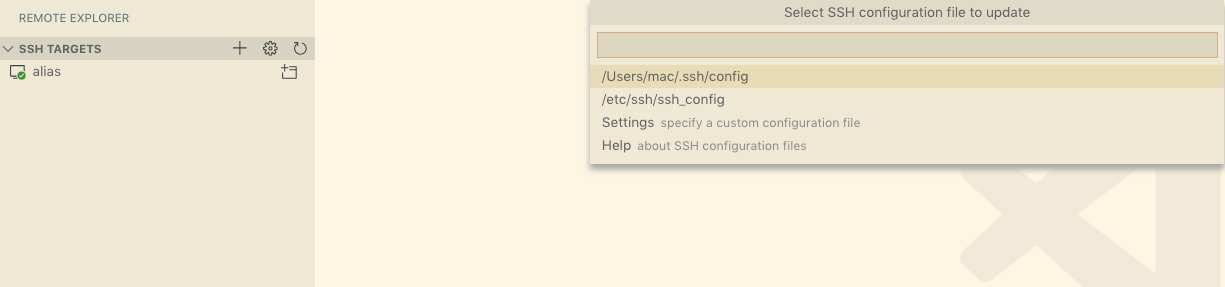 REMOTE EXPLORER
SSH TARGETS
alias
Select SSH configuration file to update
/Users/mac/.ssh/config
/etc/ssh/ssh_config
Settings specify a custom configuration file
Help about SSH configuration files